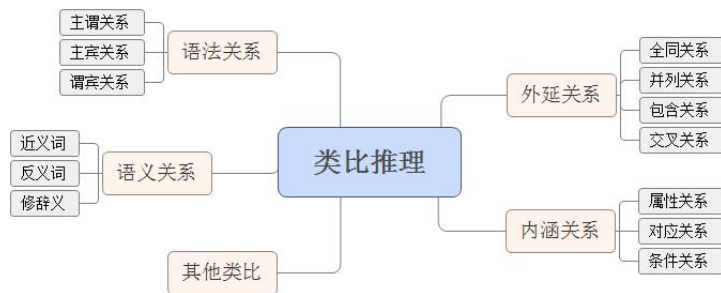 类比推理
语法关系
主谓关系
主宾关系
谓宾关系
语义关系
近义词
反义词
修辞义
其他类比
外延关系
全同关系
并列关系
包含关系
交叉关系
内涵关系
属性关系
对应关系
条件关系